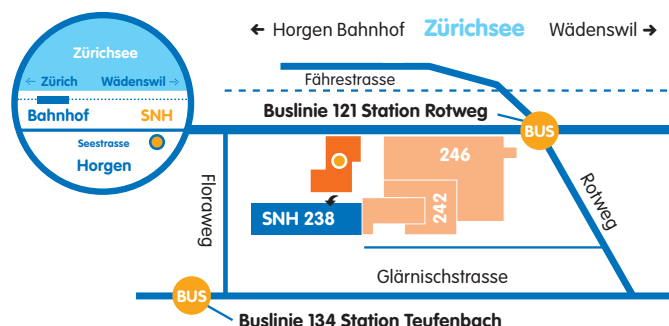 ← Horgen Bahnhof Zürichsee Wädenswil →
Zürichsee
← Zürich Wädenswil →
Bahnhof SNH
Seestrasse
Horgen
Fährestrasse
Buslinie 121 Station Rotweg
BUS
246
242
SNH 238
Floraweg
Rotweg
Glärnischstrasse
BUS
Buslinie 134 Station Teufenbach